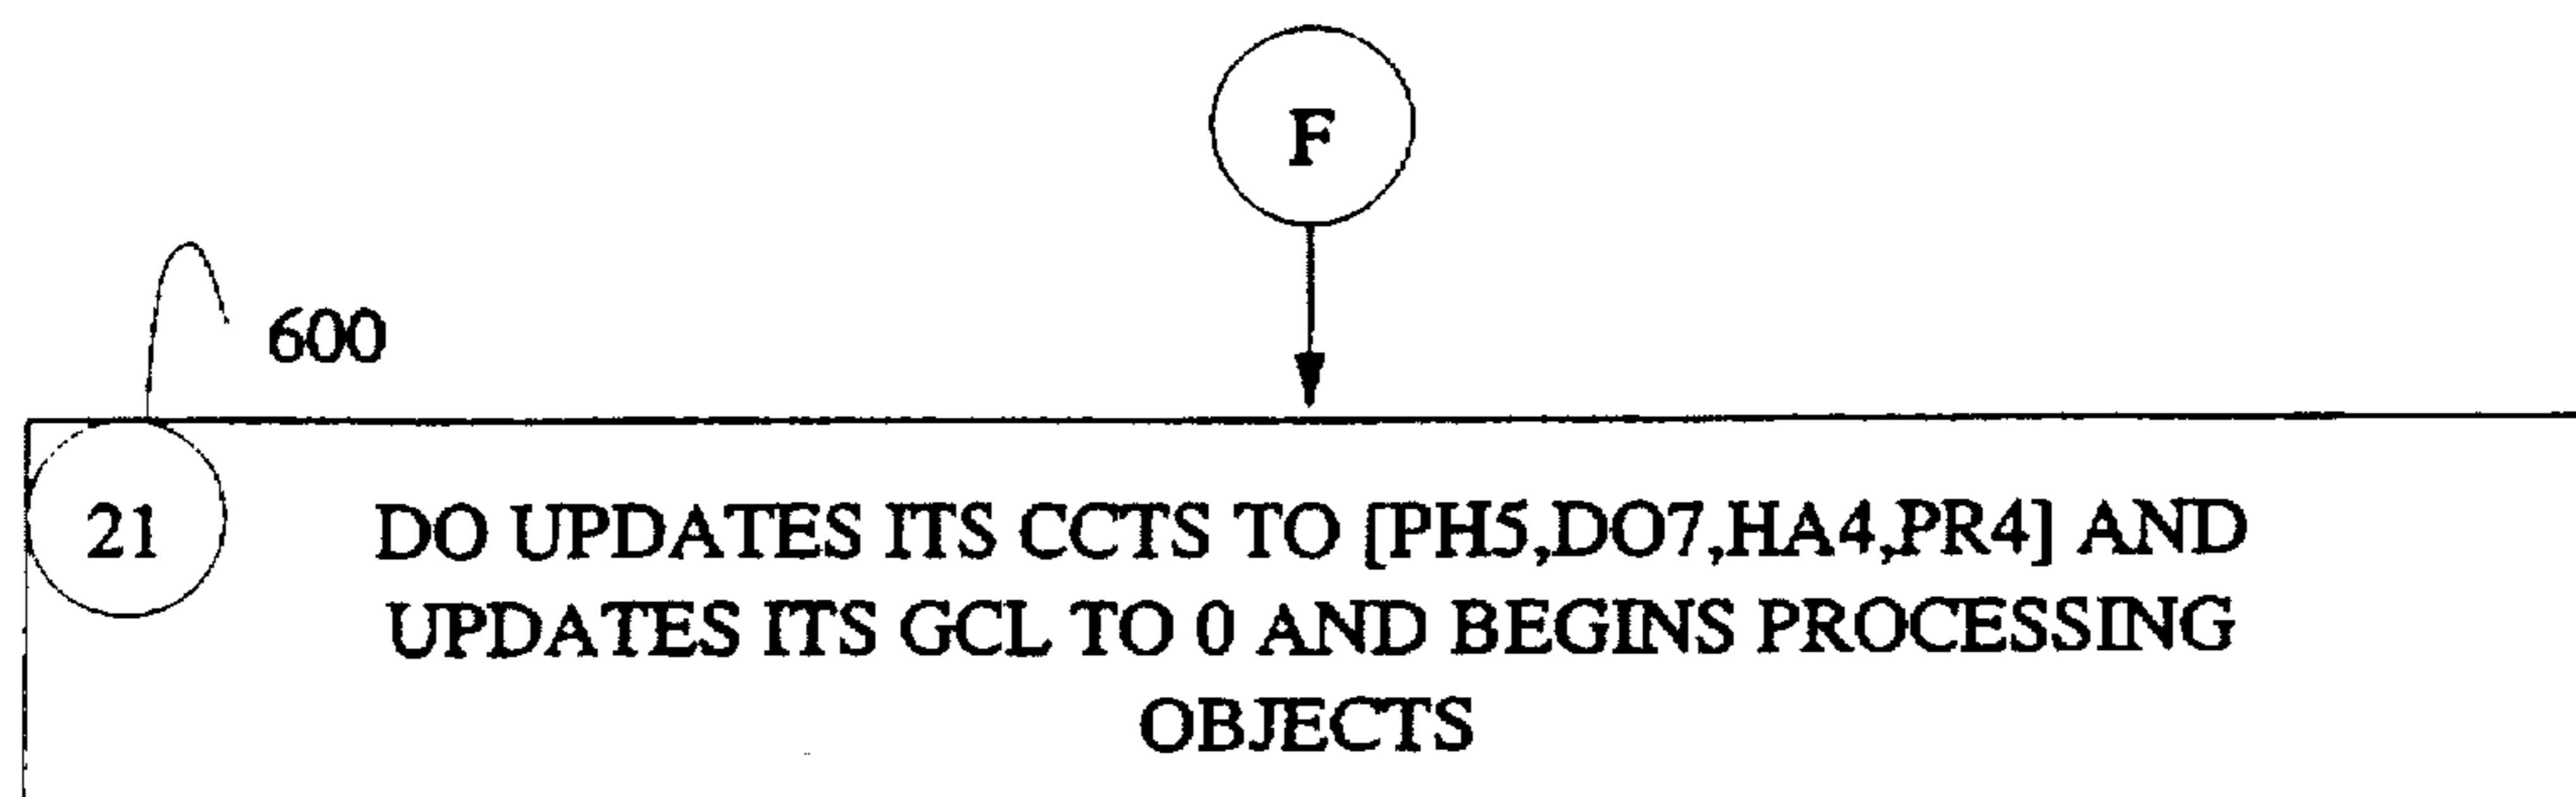 F
600
21
DO UPDATES ITS CCTS TO [PH5,DO7,HA4,PR4] AND
UPDATES ITS GCL TO 0 AND BEGINS PROCESSING
OBJECTS